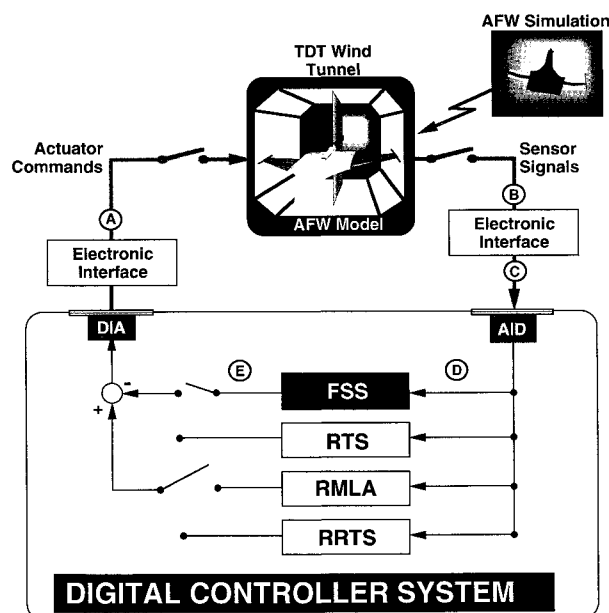 AFW Simulation
TDT Wind
Tunnel
Actuator
Commands
Sensor
Signals
AFW Model
A
B
Electronic
Interface
Electronic
Interface
C
DIA
AID
-
+
E
D
FSS
RTS
RMLA
RRTS
DIGITAL CONTROLLER SYSTEM